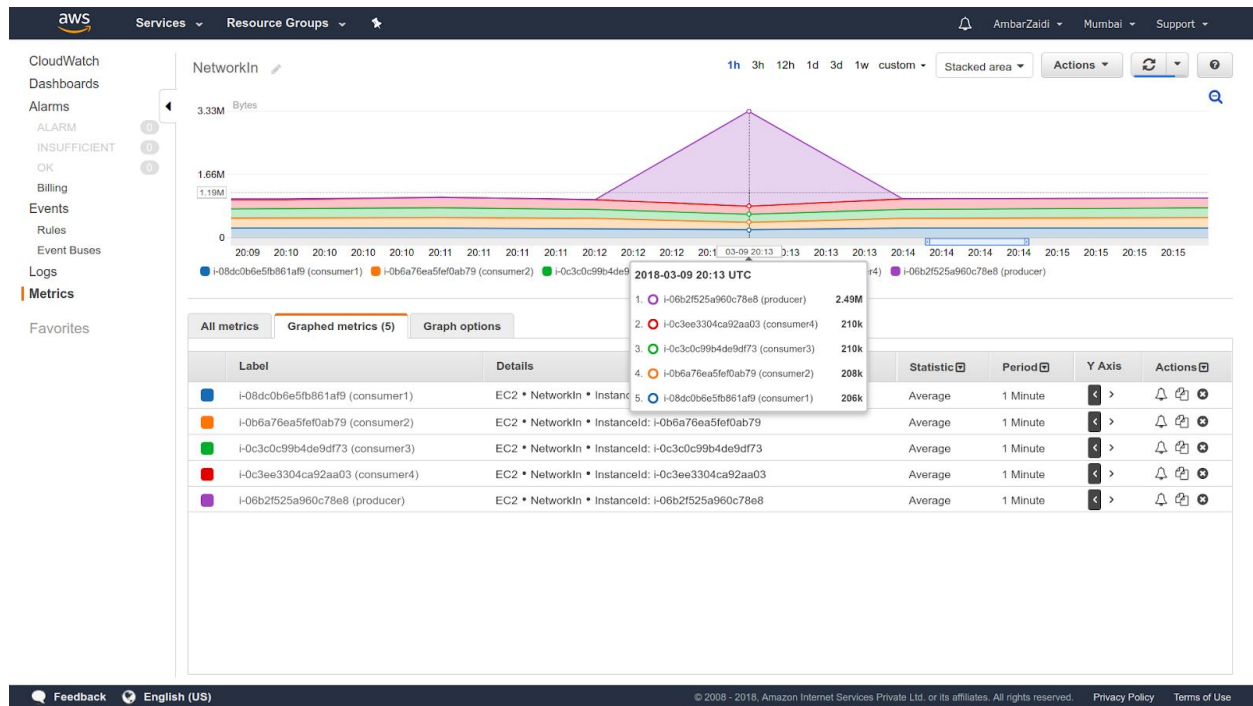 aws Services Resource Groups AmbarZaidi Mumbai Support
CloudWatch
Dashboards
Alarms
ALARM 0
INSUFFICIENT 0
OK 0
Billing
Events
Rules
Event Buses
Logs
Metrics
Favorites
NetworkIn 1h 3h 12h 1d 3d 1w custom Stacked area Actions
Bytes
3.33M
1.66M
1.19M
0
20:09 20:10 20:10 20:10 20:10 20:11 20:11 20:11 20:11 20:12 20:12 20:12 03-09 20:13 20:13 20:13 20:14 20:14 20:14 20:14 20:15 20:15 20:15 20:15
i-08dc0b6e5fb861af9 (consumer1) i-0b6a76ea5fef0ab79 (consumer2) i-0c3c0c99b4de9 r4) i-06b2f525a960c78e8 (producer)
2018-03-09 20:13 UTC
1. i-06b2f525a960c78e8 (producer) 2.49M
2. i-0c3ee3304ca92aa03 (consumer4) 210k
3. i-0c3c0c99b4de9df73 (consumer3) 210k
4. i-0b6a76ea5fef0ab79 (consumer2) 208k
5. i-08dc0b6e5fb861af9 (consumer1) 206k
All metrics Graphed metrics (5) Graph options
Label Details Statistic Period Y Axis Actions
i-08dc0b6e5fb861af9 (consumer1) EC2 • NetworkIn • Instanc Average 1 Minute
i-0b6a76ea5fef0ab79 (consumer2) EC2 • NetworkIn • InstanceId: i-0b6a76ea5fef0ab79 Average 1 Minute
i-0c3c0c99b4de9df73 (consumer3) EC2 • NetworkIn • InstanceId: i-0c3c0c99b4de9df73 Average 1 Minute
i-0c3ee3304ca92aa03 (consumer4) EC2 • NetworkIn • InstanceId: i-0c3ee3304ca92aa03 Average 1 Minute
i-06b2f525a960c78e8 (producer) EC2 • NetworkIn • InstanceId: i-06b2f525a960c78e8 Average 1 Minute
Feedback English (US) © 2008 - 2018, Amazon Internet Services Private Ltd. or its affiliates. All rights reserved. Privacy Policy Terms of Use